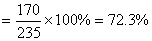 = 170/235 × 100% = 72.3%